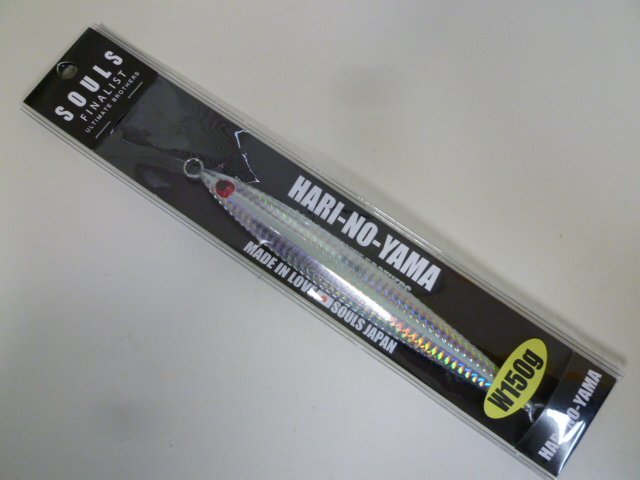 SOULS
FINALIST
ULTIMATE BROTHERS
HARI-NO-YAMA
MADE IN LOVE SOULS JAPAN
W150g
HARI-NO-YAMA